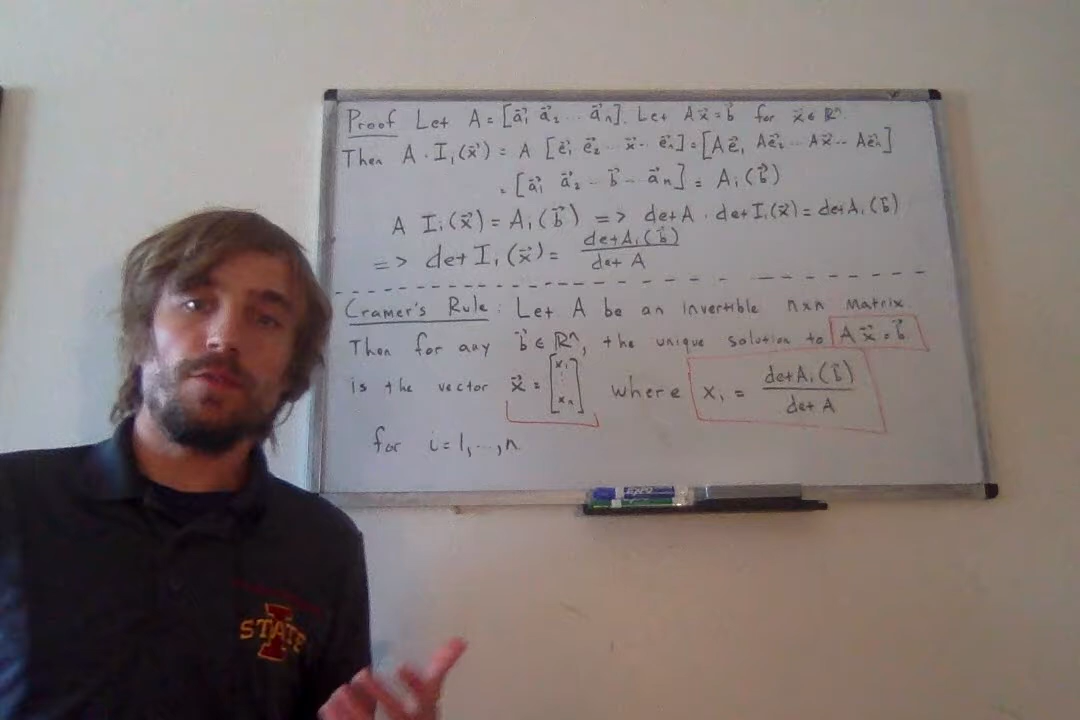 Proof Let A = [a⃗₁ a⃗₂ ... a⃗ₙ]. Let Ax⃗ = b⃗ for x⃗ ∈ ℝⁿ.
Then A · Iᵢ(x⃗) = A [e⃗₁ e⃗₂ ... x⃗ ... e⃗ₙ] = [Ae⃗₁ Ae⃗₂ ... Ax⃗ ... Ae⃗ₙ]
= [a⃗₁ a⃗₂ ... b⃗ ... a⃗ₙ] = Aᵢ(b⃗)
A Iᵢ(x⃗) = Aᵢ(b⃗) => det A · det Iᵢ(x⃗) = det Aᵢ(b⃗)
=> det Iᵢ(x⃗) = det Aᵢ(b⃗) / det A
Cramer's Rule: Let A be an invertible n×n matrix.
Then for any b⃗ ∈ ℝⁿ, the unique solution to Ax⃗ = b⃗
is the vector x⃗ = [x₁ ⋮ xₙ] where xᵢ = det Aᵢ(b⃗) / det A
for i = 1, ..., n
EXPO
STATE